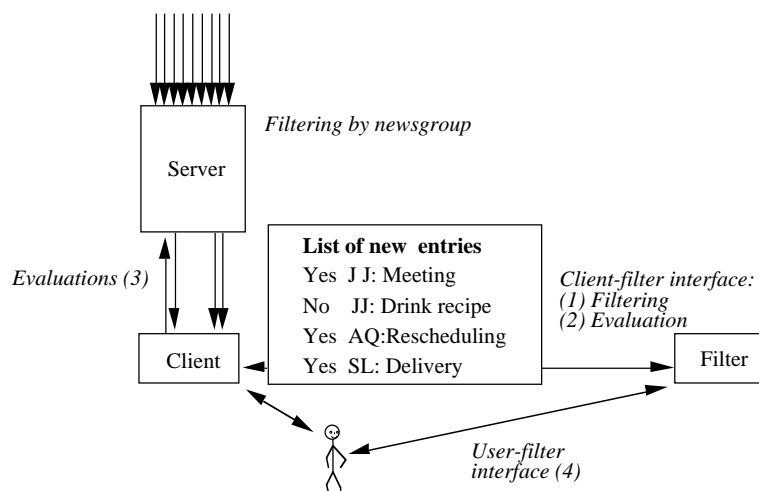 Filtering by newsgroup
Server
List of new entries
Yes J J: Meeting
No JJ: Drink recipe
Yes AQ:Rescheduling
Yes SL: Delivery
Evaluations (3)
Client-filter interface:
(1) Filtering
(2) Evaluation
Client
Filter
User-filter
interface (4)